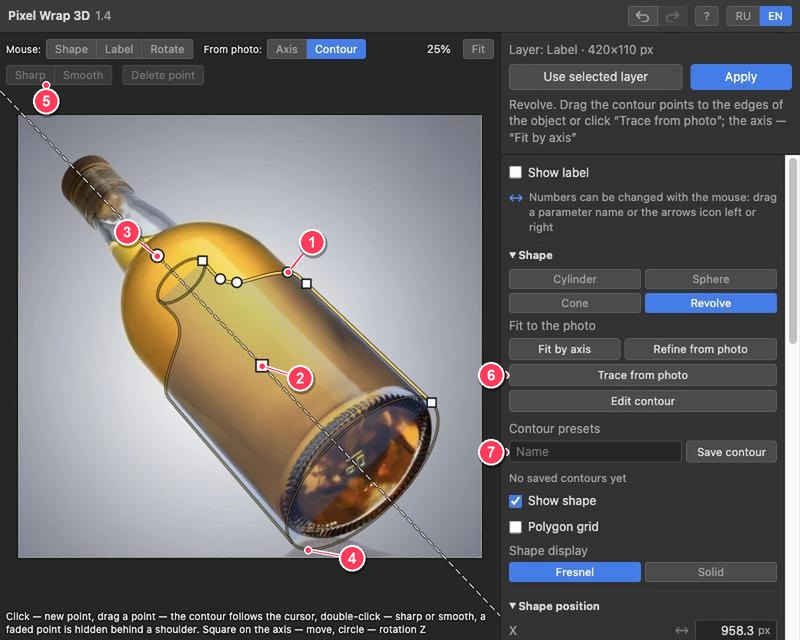 Pixel Wrap 3D 1.4
? RU EN
Mouse: Shape Label Rotate From photo: Axis Contour 25% Fit
Sharp Smooth Delete point
5
3
1
2
4
Click — new point, drag a point — the contour follows the cursor, double-click — sharp or smooth, a
faded point is hidden behind a shoulder. Square on the axis — move, circle — rotation Z
Layer: Label · 420×110 px
Use selected layer Apply
Revolve. Drag the contour points to the edges of
the object or click "Trace from photo"; the axis —
"Fit by axis"
Show label
Numbers can be changed with the mouse: drag
a parameter name or the arrows icon left or
right
Shape
Cylinder Sphere
Cone Revolve
Fit to the photo
Fit by axis Refine from photo
6 Trace from photo
Edit contour
Contour presets
7 Name Save contour
No saved contours yet
Show shape
Polygon grid
Shape display
Fresnel Solid
Shape position
X 958.3 px